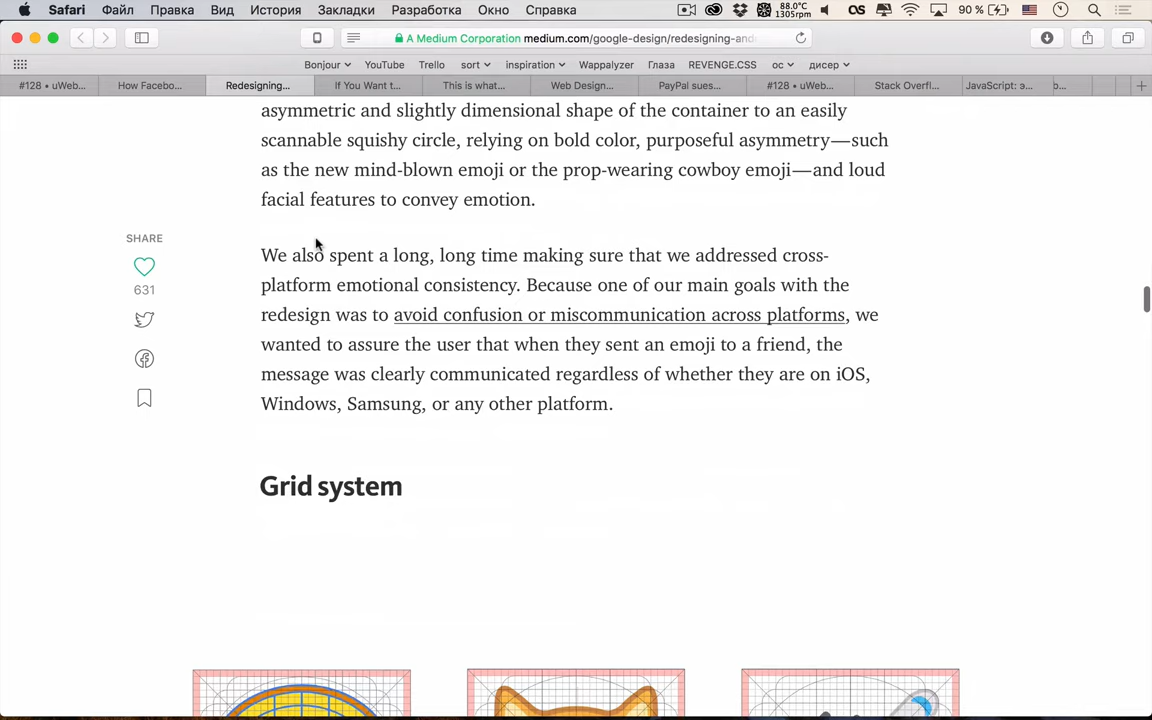 Safari Файл Правка Вид История Закладки Разработка Окно Справка 88.0°C 1305rpm 90 %
A Medium Corporation medium.com/google-design/redesigning-and
Bonjour YouTube Trello sort inspiration Wappalyzer Глаза REVENGE.CSS ос дисер
#128 • uWeb... How Facebo... Redesigning... If You Want t... This is what... Web Design... PayPal sues... #128 • uWeb... Stack Overfl... JavaScript: э...
asymmetric and slightly dimensional shape of the container to an easily
scannable squishy circle, relying on bold color, purposeful asymmetry—such
as the new mind-blown emoji or the prop-wearing cowboy emoji—and loud
facial features to convey emotion.
SHARE
631
We also spent a long, long time making sure that we addressed cross-
platform emotional consistency. Because one of our main goals with the
redesign was to avoid confusion or miscommunication across platforms, we
wanted to assure the user that when they sent an emoji to a friend, the
message was clearly communicated regardless of whether they are on iOS,
Windows, Samsung, or any other platform.
Grid system